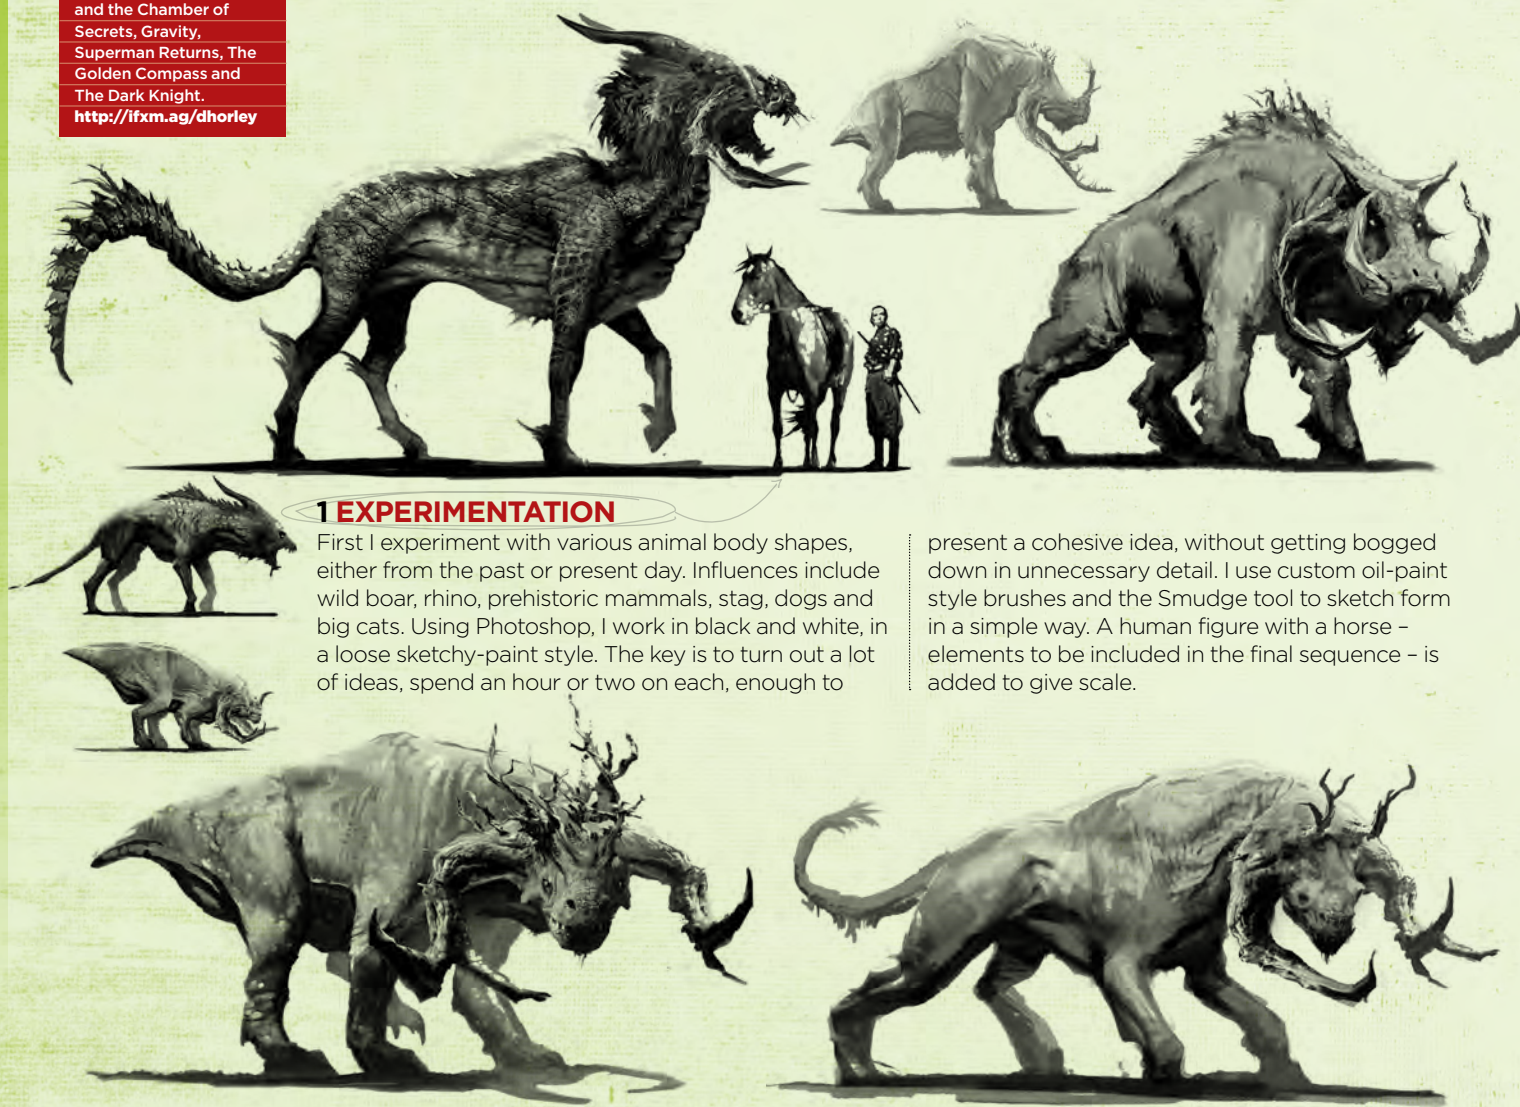 and the Chamber of
Secrets, Gravity,
Superman Returns, The
Golden Compass and
The Dark Knight.
http://ifxm.ag/dhorley
1 EXPERIMENTATION
First I experiment with various animal body shapes,
either from the past or present day. Influences include
wild boar, rhino, prehistoric mammals, stag, dogs and
big cats. Using Photoshop, I work in black and white, in
a loose sketchy-paint style. The key is to turn out a lot
of ideas, spend an hour or two on each, enough to
present a cohesive idea, without getting bogged
down in unnecessary detail. I use custom oil-paint
style brushes and the Smudge tool to sketch form
in a simple way. A human figure with a horse –
elements to be included in the final sequence – is
added to give scale.